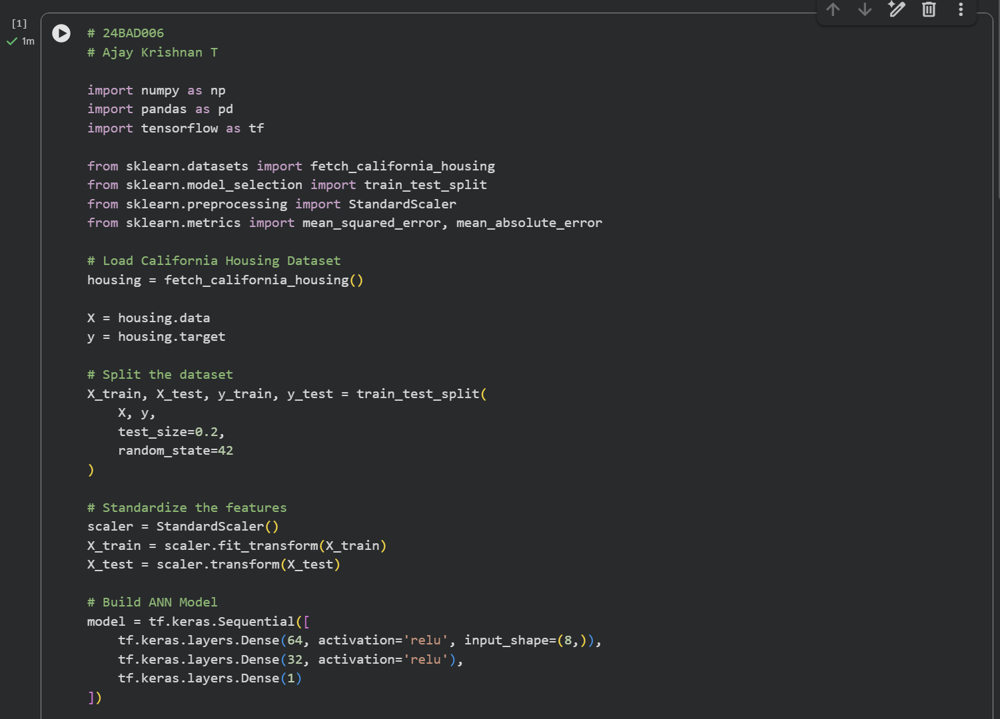 [1]
1m
# 24BAD006
# Ajay Krishnan T
import numpy as np
import pandas as pd
import tensorflow as tf
from sklearn.datasets import fetch_california_housing
from sklearn.model_selection import train_test_split
from sklearn.preprocessing import StandardScaler
from sklearn.metrics import mean_squared_error, mean_absolute_error
# Load California Housing Dataset
housing = fetch_california_housing()
X = housing.data
y = housing.target
# Split the dataset
X_train, X_test, y_train, y_test = train_test_split(
    X, y,
    test_size=0.2,
    random_state=42
)
# Standardize the features
scaler = StandardScaler()
X_train = scaler.fit_transform(X_train)
X_test = scaler.transform(X_test)
# Build ANN Model
model = tf.keras.Sequential([
    tf.keras.layers.Dense(64, activation='relu', input_shape=(8,)),
    tf.keras.layers.Dense(32, activation='relu'),
    tf.keras.layers.Dense(1)
])